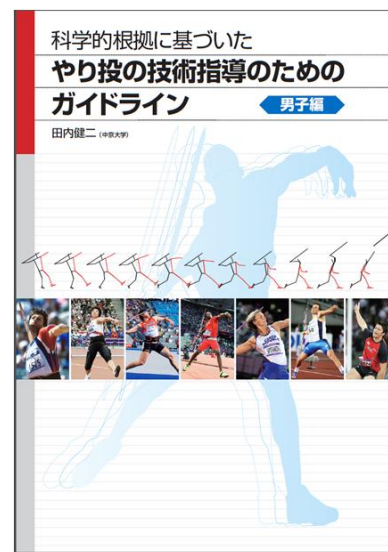 科学的根拠に基づいた
やり投の技術指導のための
ガイドライン
男子編
田内健二（中京大学）